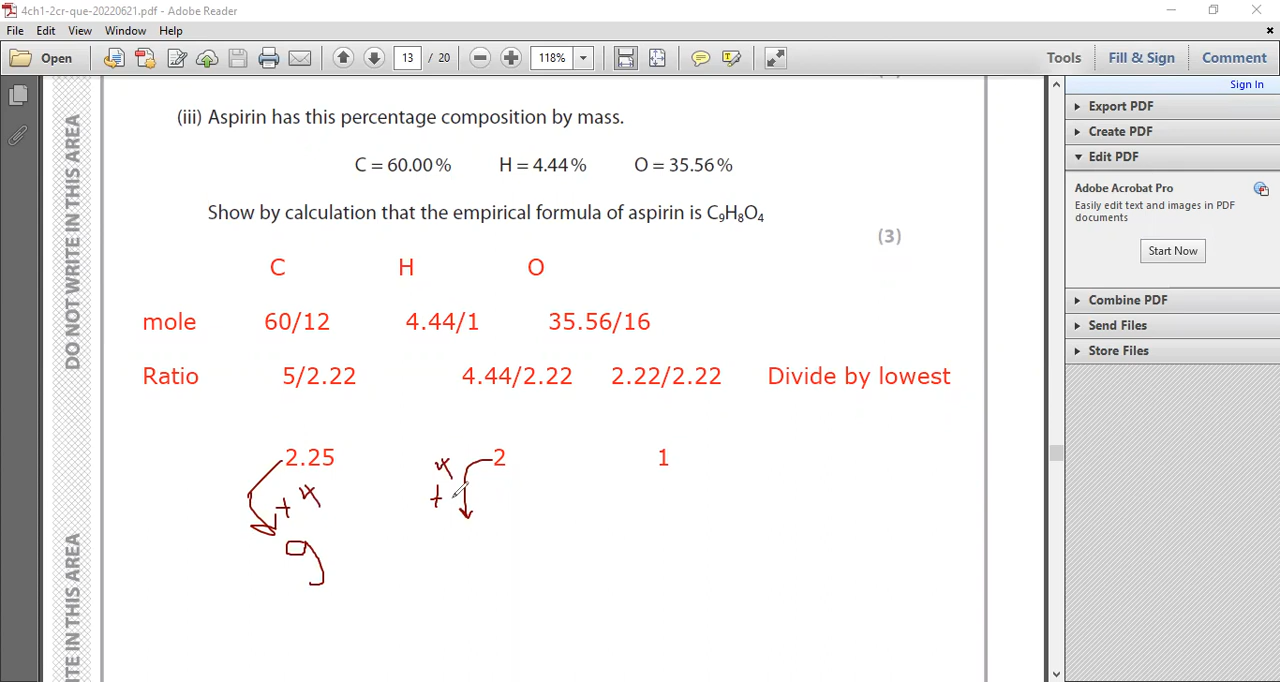 4ch1-2cr-que-20220621.pdf - Adobe Reader
File Edit View Window Help
Open 13 / 20 118% Tools Fill & Sign Comment
Sign In
Export PDF
Create PDF
Edit PDF
Adobe Acrobat Pro
Easily edit text and images in PDF
documents
Start Now
Combine PDF
Send Files
Store Files
DO NOT WRITE IN THIS AREA
TE IN THIS AREA
(iii) Aspirin has this percentage composition by mass.
C = 60.00% H = 4.44% O = 35.56%
Show by calculation that the empirical formula of aspirin is C₉H₈O₄
(3)
C H O
mole 60/12 4.44/1 35.56/16
Ratio 5/2.22 4.44/2.22 2.22/2.22 Divide by lowest
2.25 2 1
9